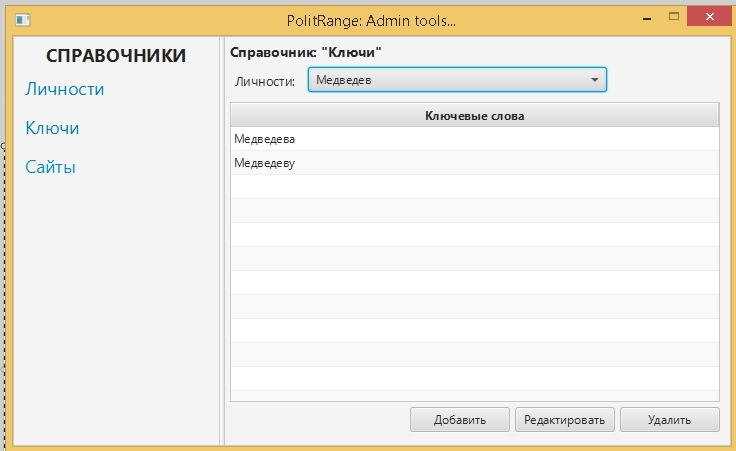 PolitRange: Admin tools...
СПРАВОЧНИКИ
Личности
Ключи
Сайты
Справочник: "Ключи"
Личности: Медведев
Ключевые слова
Медведева
Медведеву
Добавить Редактировать Удалить